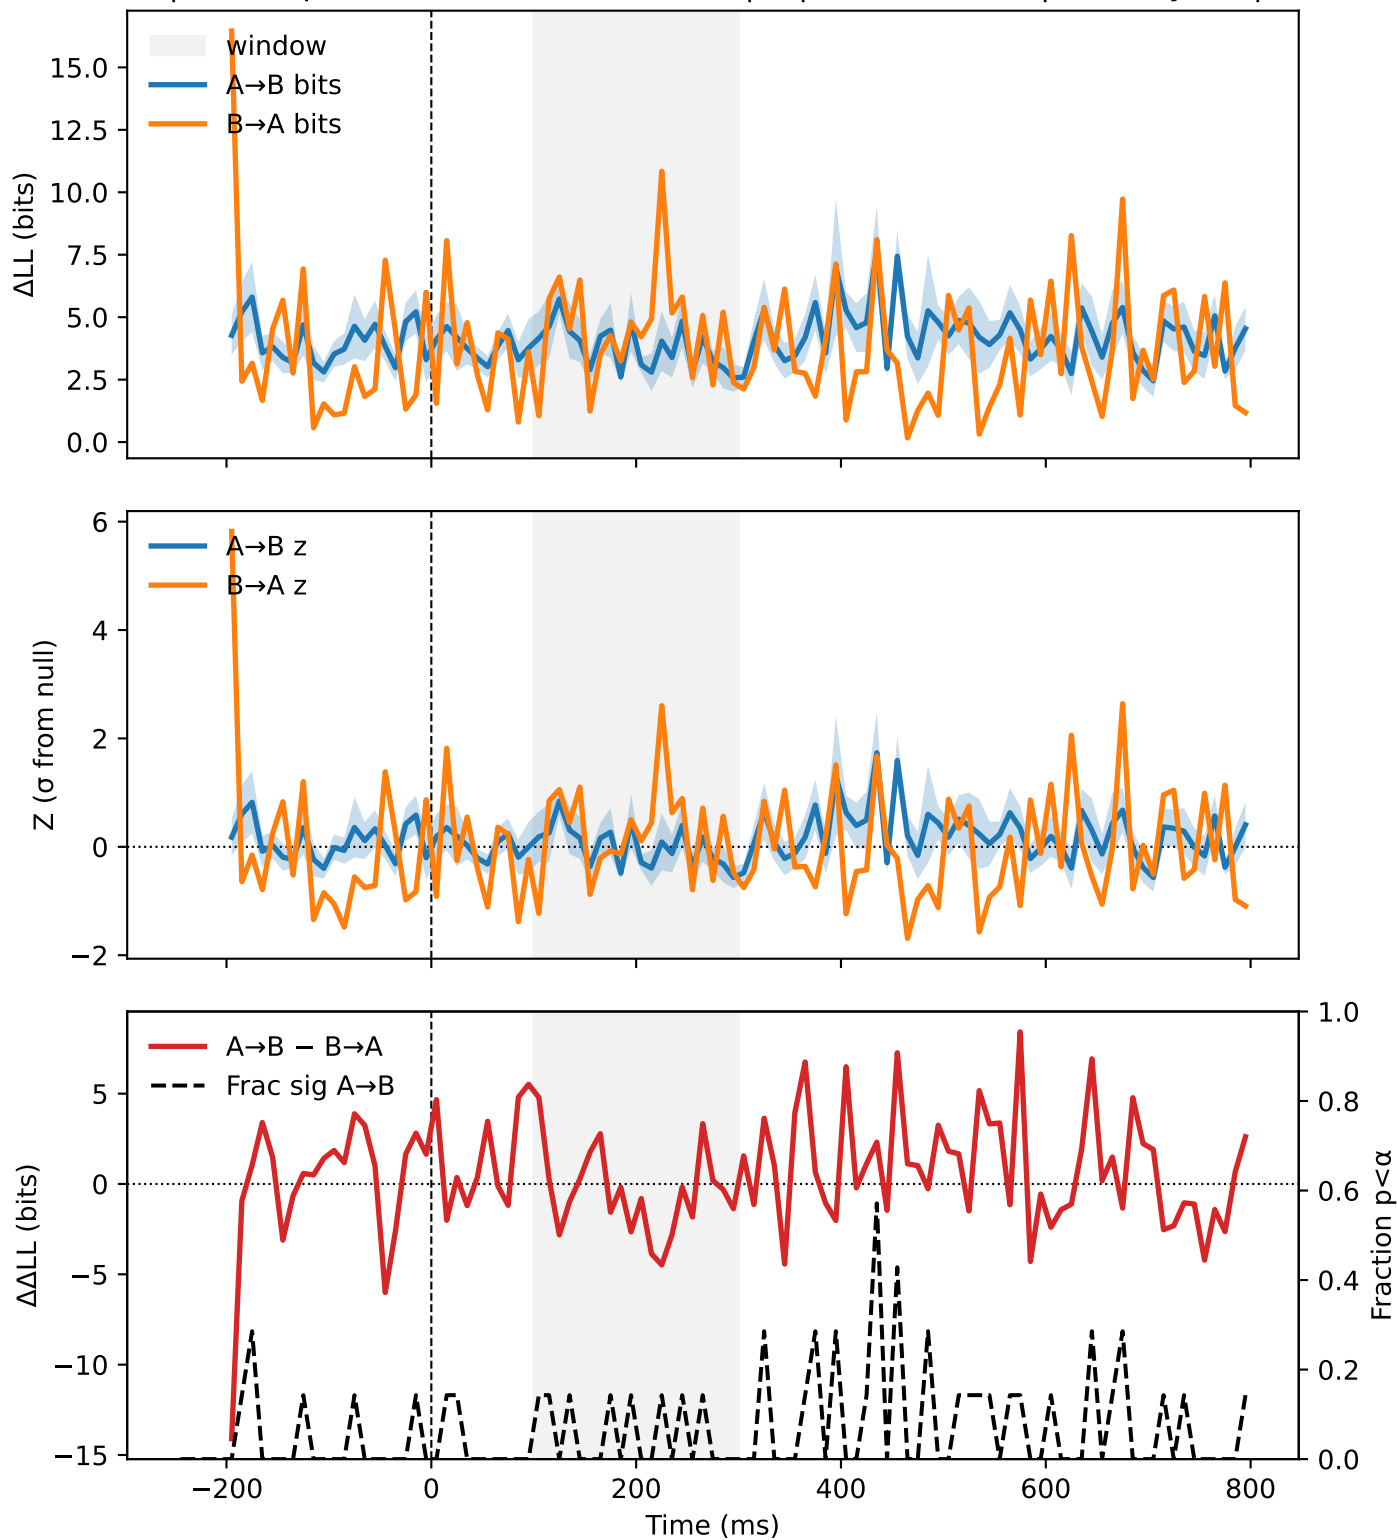 window
A→B bits
B→A bits
15.0
12.5
10.0
7.5
5.0
2.5
0.0
ΔLL (bits)
A→B z
B→A z
6
4
2
0
−2
Z (σ from null)
A→B − B→A
Frac sig A→B
5
0
−5
−10
−15
ΔΔLL (bits)
1.0
0.8
0.6
0.4
0.2
0.0
Fraction p<α
−200
0
200
400
600
800
Time (ms)